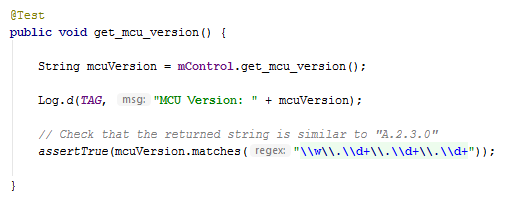 @Test
public void get_mcu_version() {
String mcuVersion = mControl.get_mcu_version();
Log.d(TAG, msg: "MCU Version: " + mcuVersion);
// Check that the returned string is similar to "A.2.3.0"
assertTrue(mcuVersion.matches( regex: "\\w\\.\\d+\\.\\d+\\.\\d+"));
}